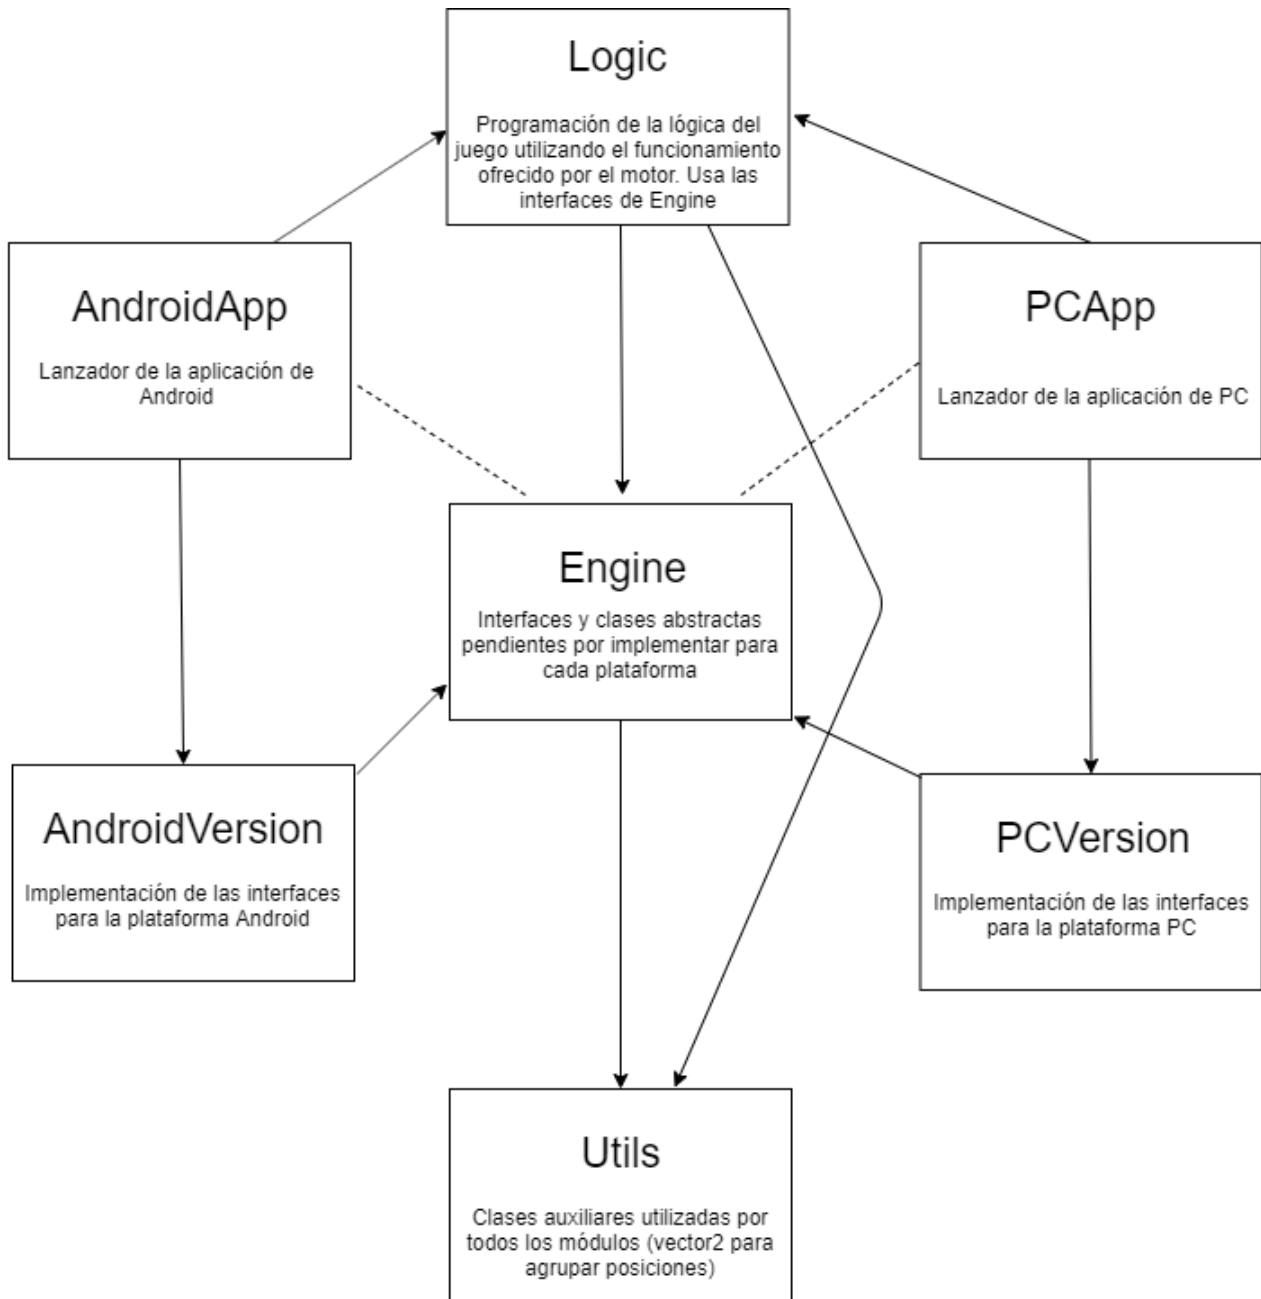 Logic
Programación de la lógica del
juego utilizando el funcionamiento
ofrecido por el motor. Usa las
interfaces de Engine
AndroidApp
Lanzador de la aplicación de
Android
PCApp
Lanzador de la aplicación de PC
Engine
Interfaces y clases abstractas
pendientes por implementar para
cada plataforma
AndroidVersion
Implementación de las interfaces
para la plataforma Android
PCVersion
Implementación de las interfaces
para la plataforma PC
Utils
Clases auxiliares utilizadas por
todos los módulos (vector2 para
agrupar posiciones)